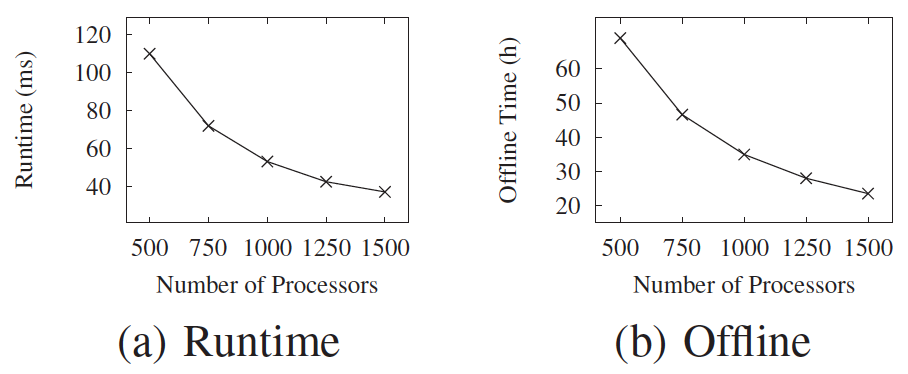 120
100
80
60
40
Runtime (ms)
500 750 1000 1250 1500
Number of Processors
(a) Runtime
60
50
40
30
20
Offline Time (h)
500 750 1000 1250 1500
Number of Processors
(b) Offline